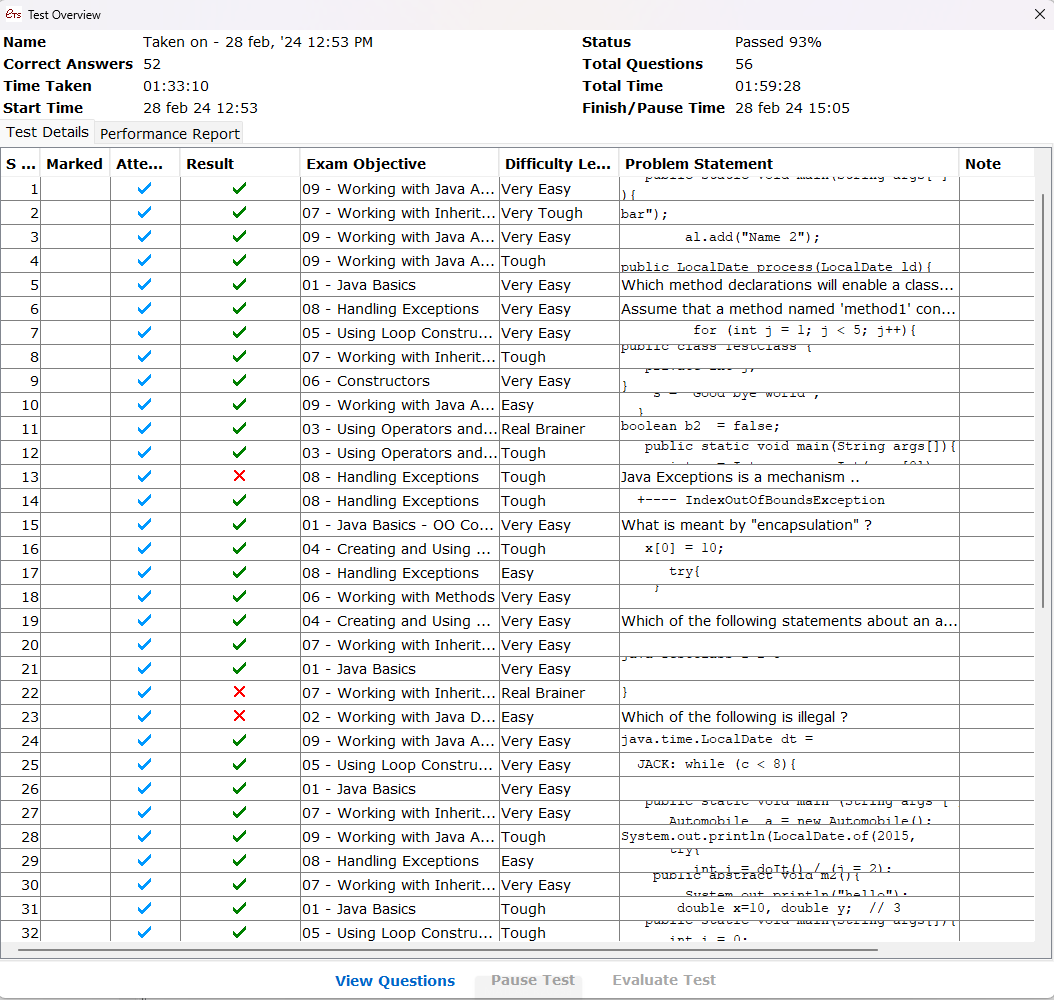 ets Test Overview
Name Taken on - 28 feb, '24 12:53 PM Status Passed 93%
Correct Answers 52 Total Questions 56
Time Taken 01:33:10 Total Time 01:59:28
Start Time 28 feb 24 12:53 Finish/Pause Time 28 feb 24 15:05
Test Details Performance Report
S ... Marked Atte... Result Exam Objective Difficulty Le... Problem Statement Note
1 09 - Working with Java A... Very Easy public static void main(String args[ ]
){
2 07 - Working with Inherit... Very Tough bar");
3 09 - Working with Java A... Very Easy al.add("Name 2");
4 09 - Working with Java A... Tough public LocalDate process(LocalDate ld){
5 01 - Java Basics Very Easy Which method declarations will enable a class...
6 08 - Handling Exceptions Very Easy Assume that a method named 'method1' con...
7 05 - Using Loop Constru... Very Easy for (int j = 1; j < 5; j++){
8 07 - Working with Inherit... Tough public class TestClass {
9 06 - Constructors Very Easy private int j;
}
10 09 - Working with Java A... Easy s = "Good bye world";
}
11 03 - Using Operators and... Real Brainer boolean b2 = false;
12 03 - Using Operators and... Tough public static void main(String args[]){
13 08 - Handling Exceptions Tough Java Exceptions is a mechanism ..
14 08 - Handling Exceptions Tough +---- IndexOutOfBoundsException
15 01 - Java Basics - OO Co... Very Easy What is meant by "encapsulation" ?
16 04 - Creating and Using ... Tough x[0] = 10;
17 08 - Handling Exceptions Easy try{
18 06 - Working with Methods Very Easy }
19 04 - Creating and Using ... Very Easy Which of the following statements about an a...
20 07 - Working with Inherit... Very Easy
21 01 - Java Basics Very Easy
22 07 - Working with Inherit... Real Brainer }
23 02 - Working with Java D... Easy Which of the following is illegal ?
24 09 - Working with Java A... Very Easy java.time.LocalDate dt =
25 05 - Using Loop Constru... Very Easy JACK: while (c < 8){
26 01 - Java Basics Very Easy
27 07 - Working with Inherit... Very Easy public static void main (String args [
Automobile a = new Automobile();
28 09 - Working with Java A... Tough System.out.println(LocalDate.of(2015,
29 08 - Handling Exceptions Easy try{
int i = doIt() / (j = 2);
30 07 - Working with Inherit... Very Easy public abstract void m2(){
System.out.println("hello");
31 01 - Java Basics Tough double x=10, double y; // 3
32 05 - Using Loop Constru... Tough public static void main(String args[]){
int i = 0;
View Questions Pause Test Evaluate Test